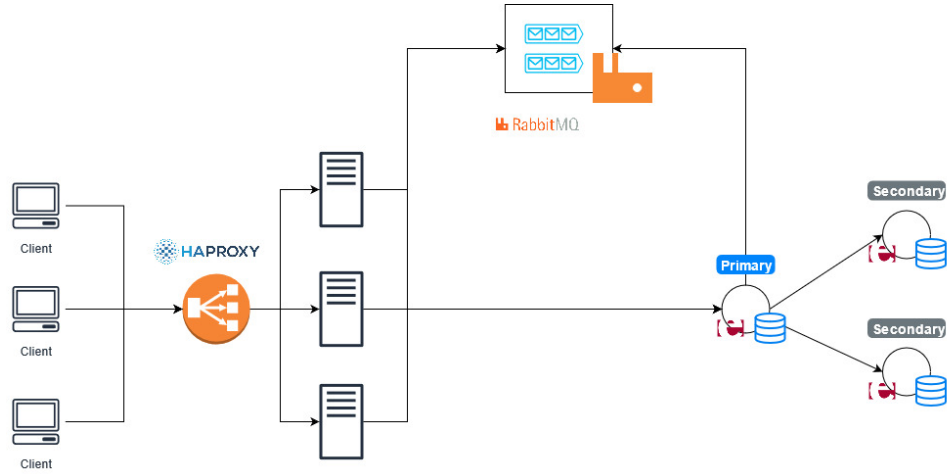 RabbitMQ
Secondary
HAPROXY
Client
Primary
Client
Secondary
Client